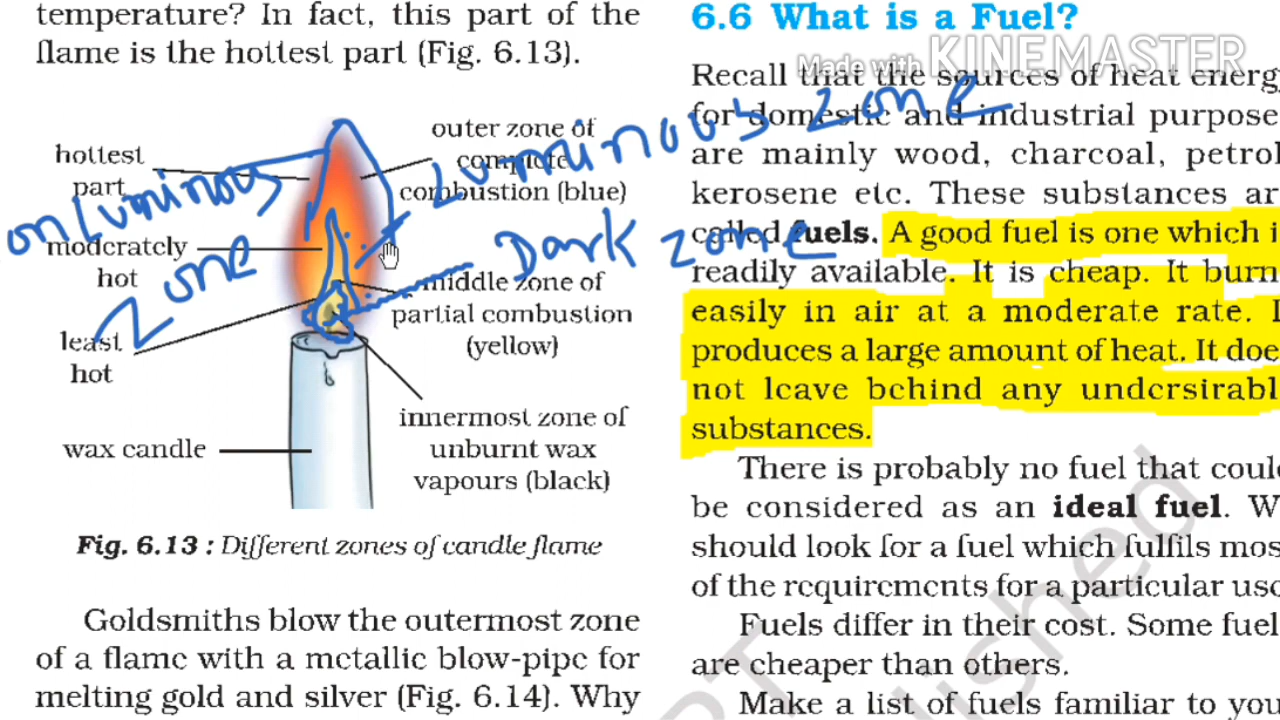 temperature? In fact, this part of the
flame is the hottest part (Fig. 6.13).
hottest
part
moderately
hot
least
hot
wax candle
outer zone of
complete
combustion (blue)
middle zone of
partial combustion
(yellow)
innermost zone of
unburnt wax
vapours (black)
onLuminous
zone
Luminous zone
Dark zone
Fig. 6.13 : Different zones of candle flame
Goldsmiths blow the outermost zone
of a flame with a metallic blow-pipe for
melting gold and silver (Fig. 6.14). Why
6.6 What is a Fuel?
Made with KINEMASTER
Recall that the sources of heat energ
for domestic and industrial purpose
are mainly wood, charcoal, petrol
kerosene etc. These substances ar
called fuels. A good fuel is one which i
readily available. It is cheap. It burn
easily in air at a moderate rate. I
produces a large amount of heat. It doe
not leave behind any undersirabl
substances.
There is probably no fuel that could
be considered as an ideal fuel. W
should look for a fuel which fulfils mos
of the requirements for a particular use
Fuels differ in their cost. Some fuel
are cheaper than others.
Make a list of fuels familiar to you